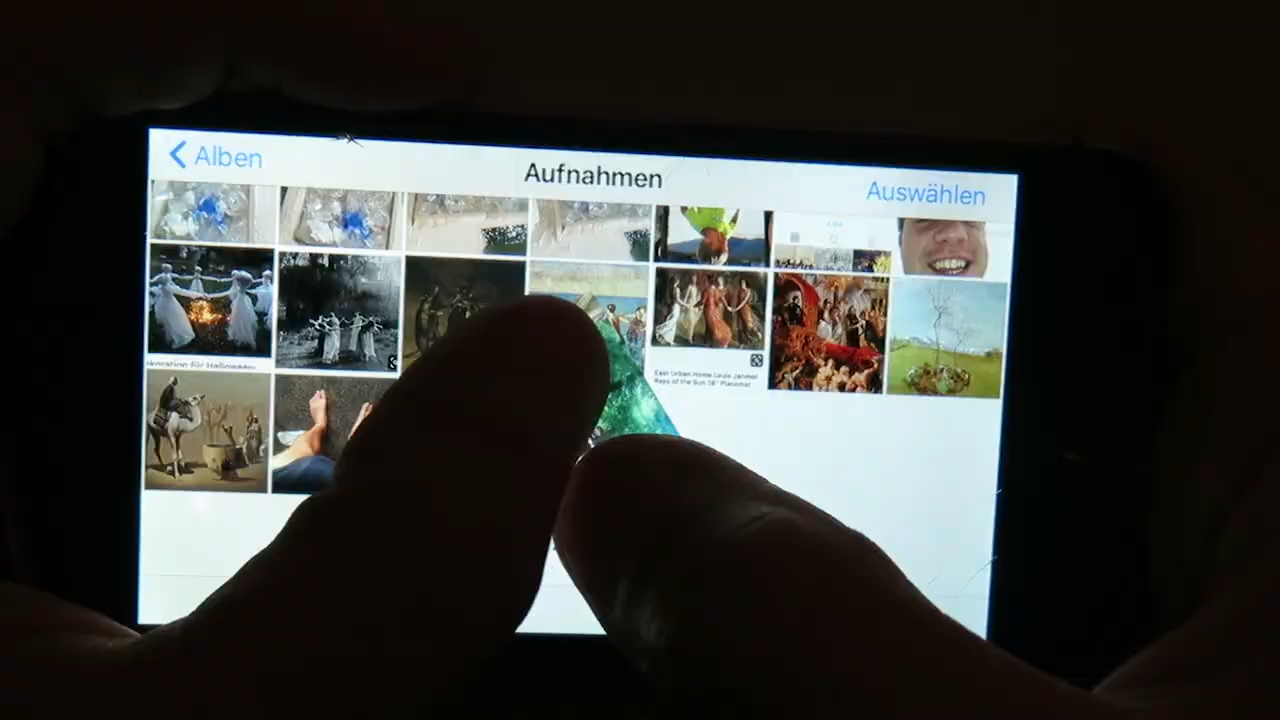 Alben
Aufnahmen
Auswählen
East Urban Home Louis Janmot
Rays of the Sun 18" Placemat